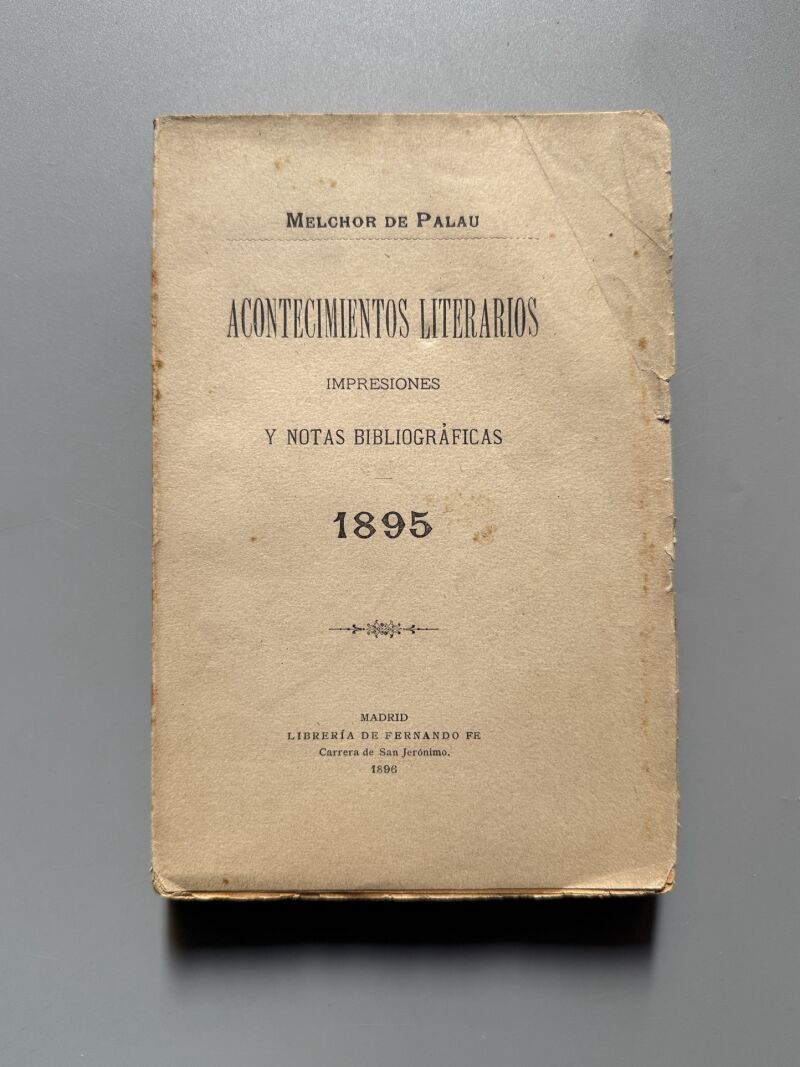 MELCHOR DE PALAU
ACONTECIMIENTOS LITERARIOS
IMPRESIONES
Y NOTAS BIBLIOGRÁFICAS
1895
MADRID
LIBRERÍA DE FERNANDO FE
Carrera de San Jerónimo.
1896